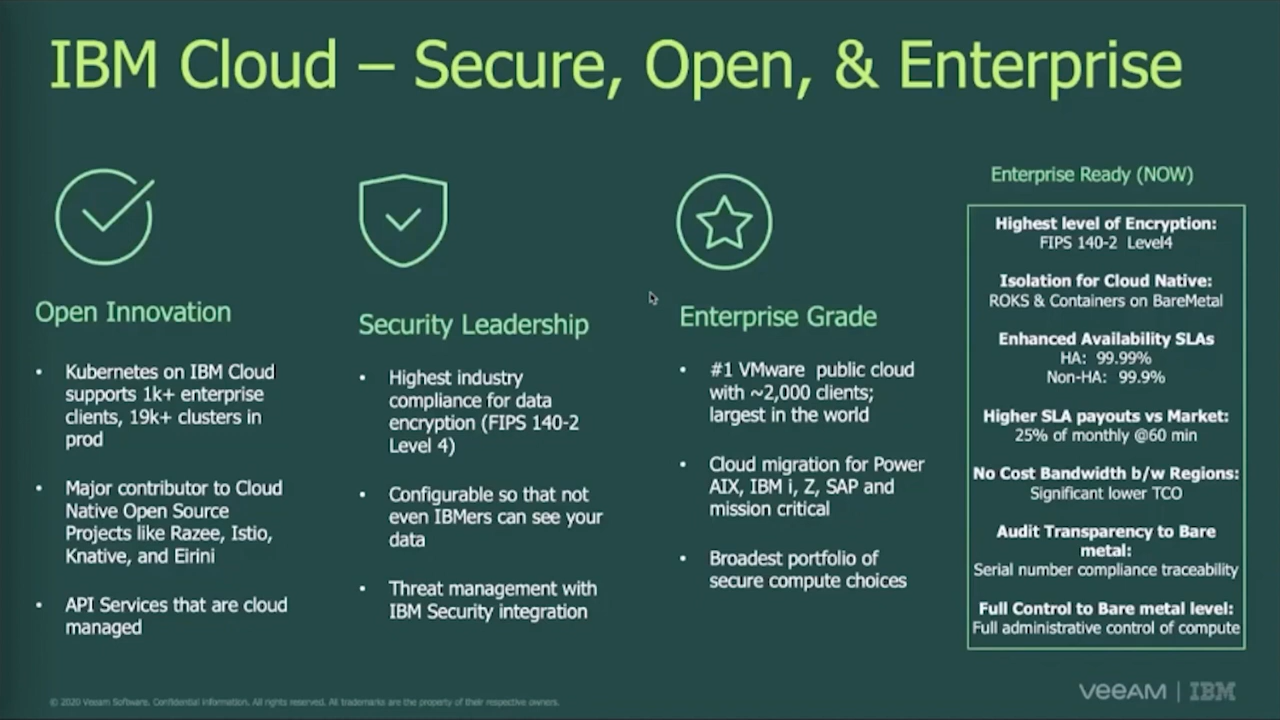 IBM Cloud – Secure, Open, & Enterprise
Open Innovation
• Kubernetes on IBM Cloud
supports 1k+ enterprise
clients, 19k+ clusters in
prod
• Major contributor to Cloud
Native Open Source
Projects like Razee, Istio,
Knative, and Eirini
• API Services that are cloud
managed
Security Leadership
• Highest industry
compliance for data
encryption (FIPS 140-2
Level 4)
• Configurable so that not
even IBMers can see your
data
• Threat management with
IBM Security integration
Enterprise Grade
• #1 VMware public cloud
with ~2,000 clients;
largest in the world
• Cloud migration for Power
AIX, IBM i, Z, SAP and
mission critical
• Broadest portfolio of
secure compute choices
Enterprise Ready (NOW)
Highest level of Encryption:
FIPS 140-2 Level4
Isolation for Cloud Native:
ROKS & Containers on BareMetal
Enhanced Availability SLAs
HA: 99.99%
Non-HA: 99.9%
Higher SLA payouts vs Market:
25% of monthly @60 min
No Cost Bandwidth b/w Regions:
Significant lower TCO
Audit Transparency to Bare
metal:
Serial number compliance traceability
Full Control to Bare metal level:
Full administrative control of compute
© 2020 Veeam Software. Confidential Information. All rights reserved. All trademarks are the property of their respective owners.
VEEAM | IBM